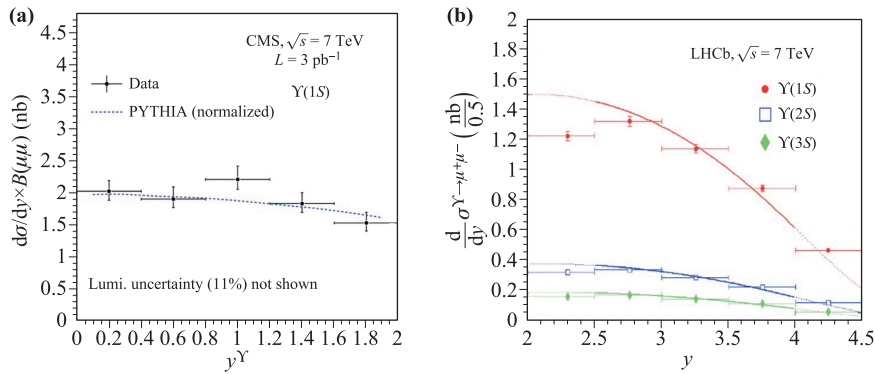 (a)
4.5
4
3.5
3
2.5
2
1.5
1
0.5
0
dσ/dy×B(μμ) (nb)
CMS, √s = 7 TeV
L = 3 pb⁻¹
ϒ(1S)
Data
PYTHIA (normalized)
Lumi. uncertainty (11%) not shown
0.2 0.4 0.6 0.8 1 1.2 1.4 1.6 1.8 2
y^ϒ
(b)
2
1.8
1.6
1.4
1.2
1
0.8
0.6
0.4
0.2
0
d/dy σ^ϒ→μ+μ− (nb/0.5)
LHCb, √s = 7 TeV
ϒ(1S)
ϒ(2S)
ϒ(3S)
2 2.5 3 3.5 4 4.5
y